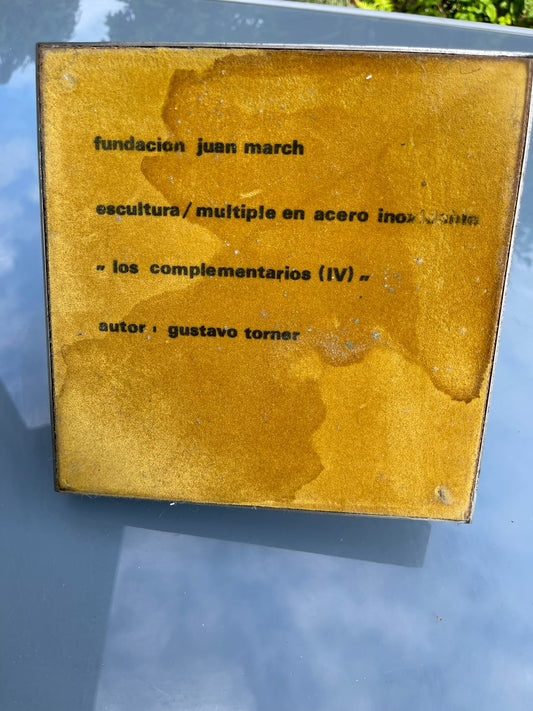 fundacion juan march
escultura/multiple en acero inoxidable
„ los complementarios (IV) „
autor : gustavo torner